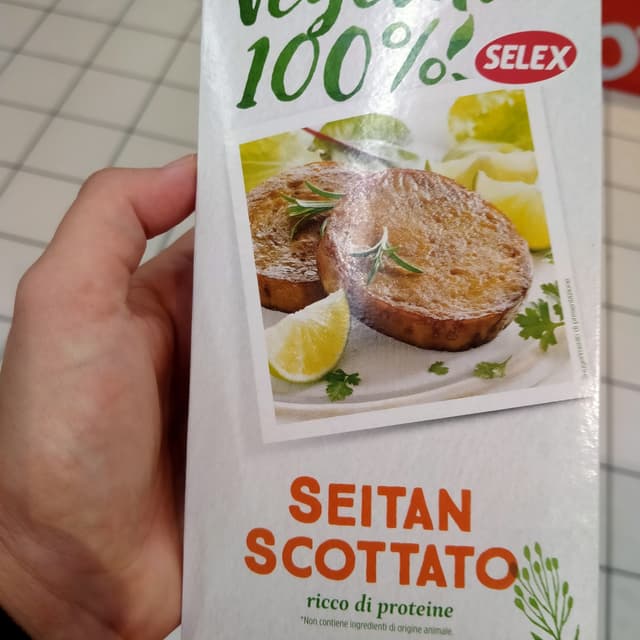 100%
SELEX
SEITAN
SCOTTATO
ricco di proteine
*Non contiene ingredienti di origine animale.